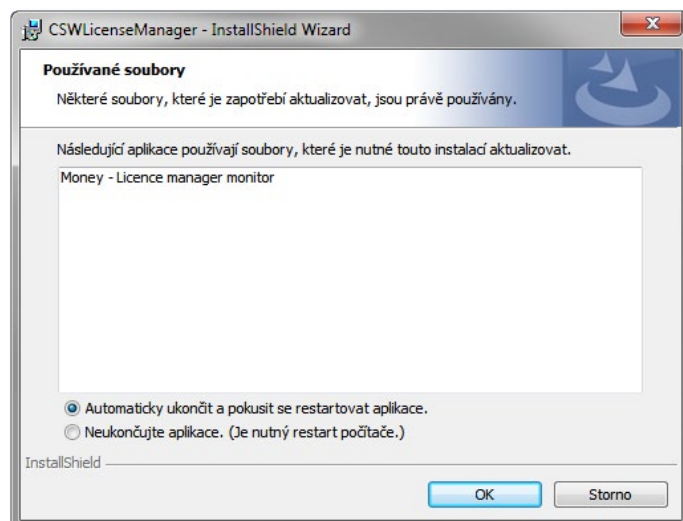 CSWLicenseManager - InstallShield Wizard
Používané soubory
Některé soubory, které je zapotřebí aktualizovat, jsou právě používány.
Následující aplikace používají soubory, které je nutné touto instalací aktualizovat.
Money - Licence manager monitor
Automaticky ukončit a pokusit se restartovat aplikace.
Neukončujte aplikace. (Je nutný restart počítače.)
InstallShield
OK Storno